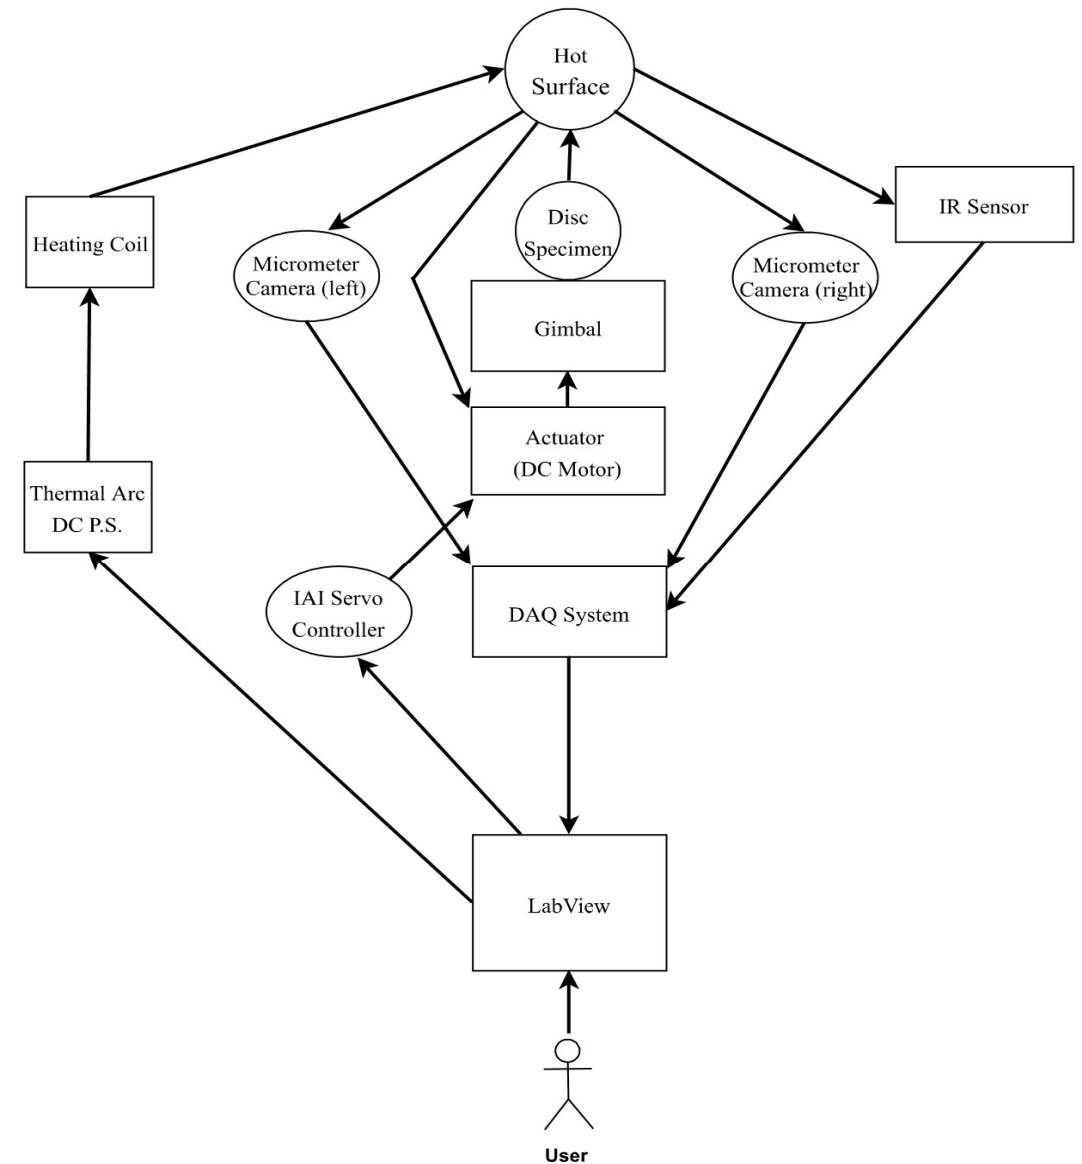 Hot
Surface
IR Sensor
Disc
Specimen
Heating Coil
Micrometer
Camera (left)
Micrometer
Camera (right)
Gimbal
Actuator
(DC Motor)
Thermal Arc
DC P.S.
IAI Servo
Controller
DAQ System
LabView
User